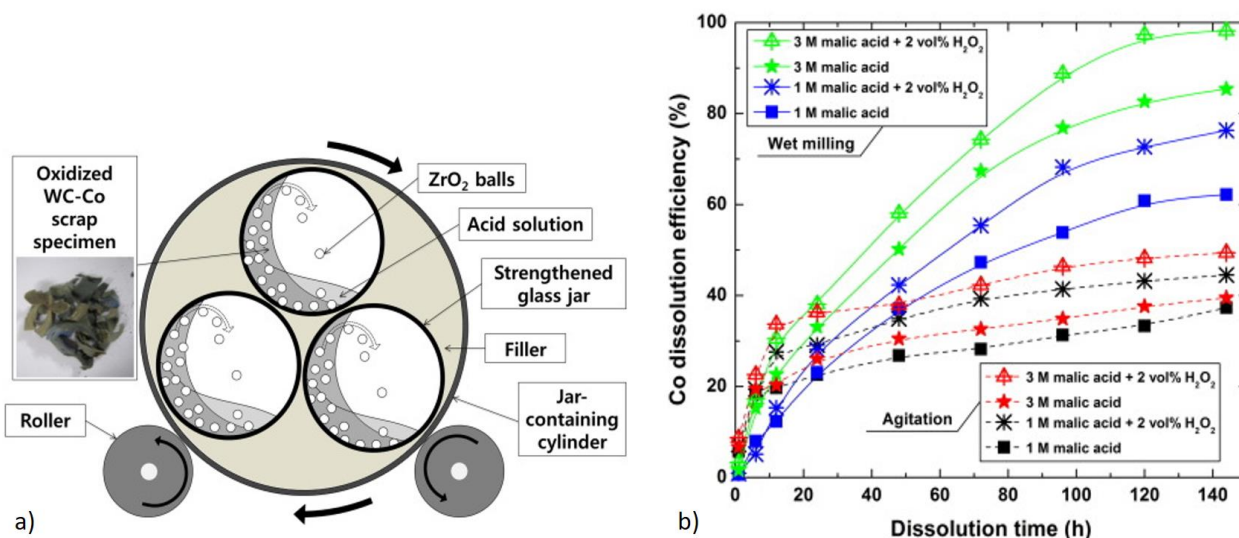 Oxidized
WC-Co
scrap
specimen
ZrO₂ balls
Acid solution
Strengthened
glass jar
Filler
Jar-
containing
cylinder
Roller
a)
Co dissolution efficiency (%)
100
80
60
40
20
0
3 M malic acid + 2 vol% H₂O₂
3 M malic acid
1 M malic acid + 2 vol% H₂O₂
1 M malic acid
Wet milling
3 M malic acid + 2 vol% H₂O₂
3 M malic acid
1 M malic acid + 2 vol% H₂O₂
1 M malic acid
Agitation
0 20 40 60 80 100 120 140
Dissolution time (h)
b)